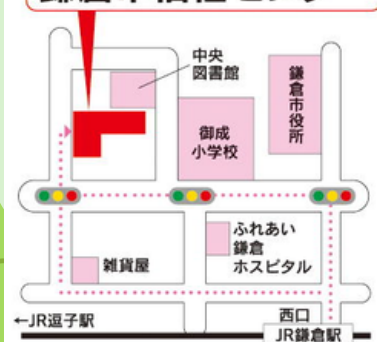 中央
図書館
鎌倉市役所
御成
小学校
ふれあい
鎌倉
ホスピタル
雑貨屋
←JR逗子駅
西口
JR鎌倉駅